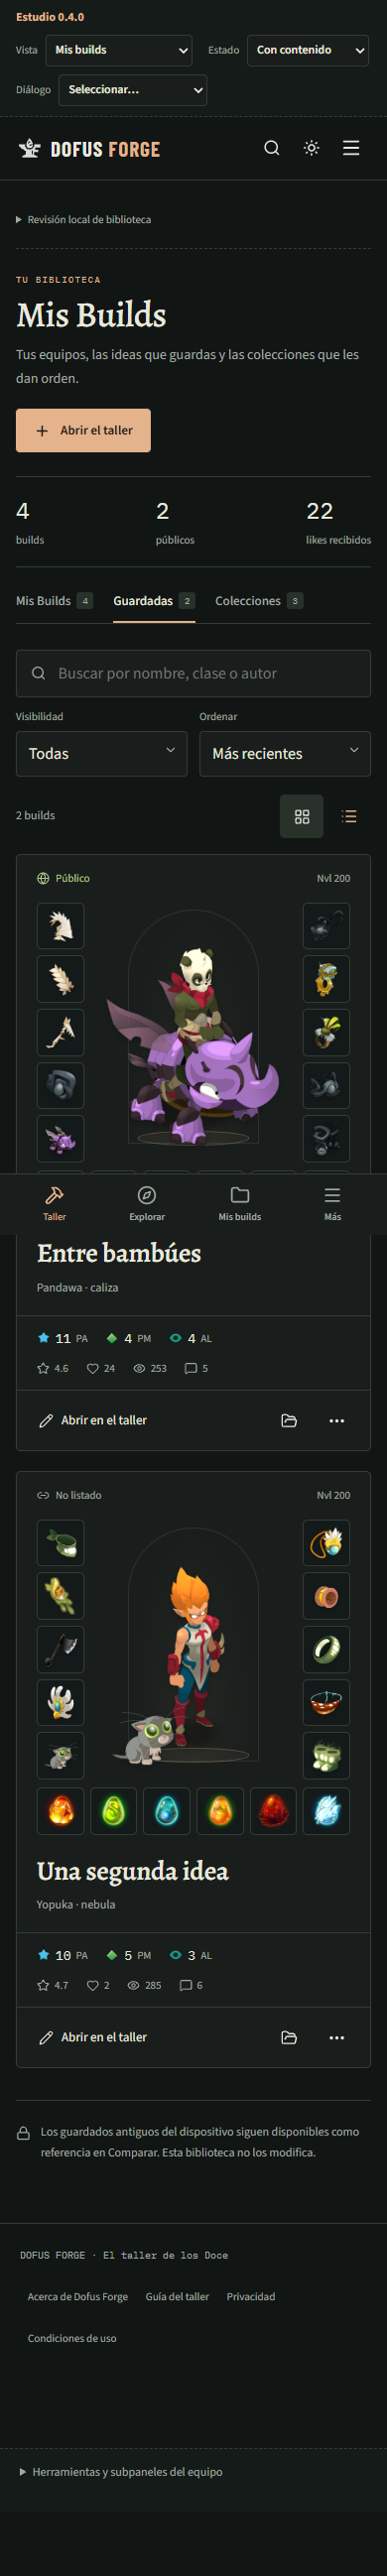 Estudio 0.4.0
Vista Mis builds Estado Con contenido
Diálogo Seleccionar...
DOFUS FORGE
Revisión local de biblioteca
TU BIBLIOTECA
Mis Builds
Tus equipos, las ideas que guardas y las colecciones que les
dan orden.
Abrir el taller
4 2 22
builds públicos likes recibidos
Mis Builds 4 Guardadas 2 Colecciones 3
Buscar por nombre, clase o autor
Visibilidad Ordenar
Todas Más recientes
2 builds
Público Nvl 200
Taller Explorar Mis builds Más
Entre bambúes
Pandawa · caliza
11 PA 4 PM 4 AL
4.6 24 253 5
Abrir en el taller
No listado Nvl 200
Una segunda idea
Yopuka · nebula
10 PA 5 PM 3 AL
4.7 2 285 6
Abrir en el taller
Los guardados antiguos del dispositivo siguen disponibles como
referencia en Comparar. Esta biblioteca no los modifica.
DOFUS FORGE · El taller de los Doce
Acerca de Dofus Forge Guía del taller Privacidad
Condiciones de uso
Herramientas y subpaneles del equipo